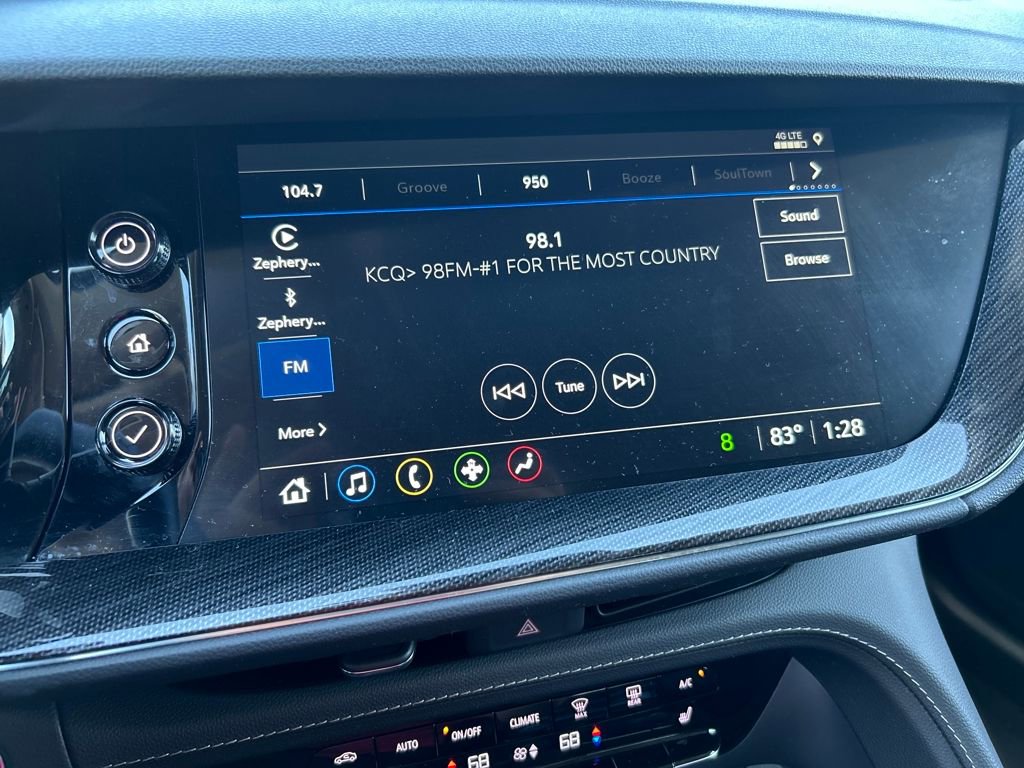 4G LTE
104.7 Groove 950 Booze SoulTown
Zephery...
98.1
Sound
KCQ> 98FM-#1 FOR THE MOST COUNTRY
Browse
Zephery...
FM
Tune
More
8 83° 1:28
AUTO ON/OFF CLIMATE MAX REAR A/C
68 68